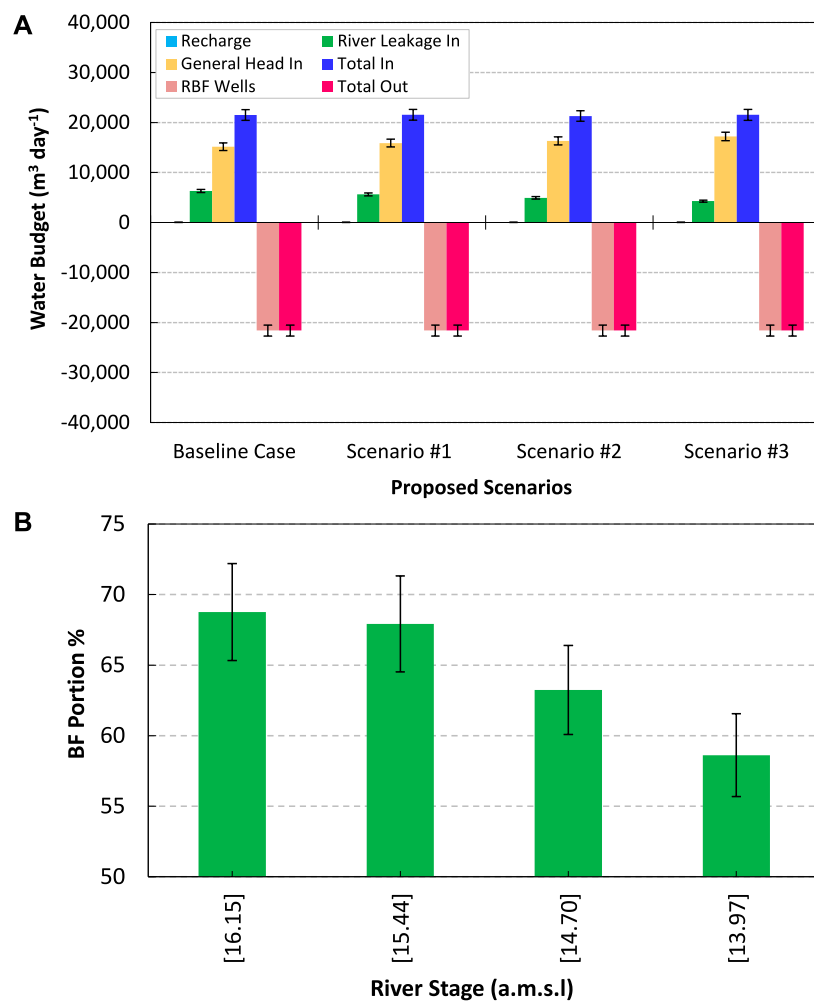 A
40,000
30,000
20,000
10,000
0
-10,000
-20,000
-30,000
-40,000
Water Budget (m³ day⁻¹)
Recharge
River Leakage In
General Head In
Total In
RBF Wells
Total Out
Baseline Case
Scenario #1
Scenario #2
Scenario #3
Proposed Scenarios
B
75
70
65
60
55
50
BF Portion %
[16.15]
[15.44]
[14.70]
[13.97]
River Stage (a.m.s.l)